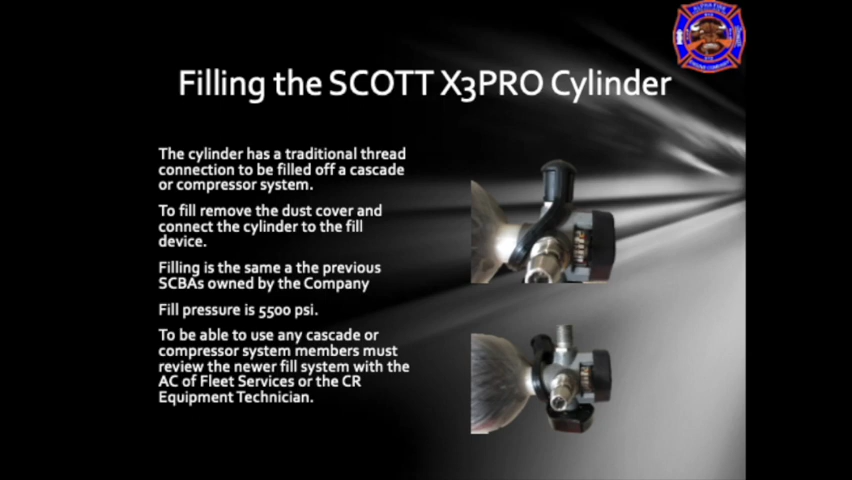 ALPHA FIRE
Filling the SCOTT X3PRO Cylinder
The cylinder has a traditional thread
connection to be filled off a cascade
or compressor system.
To fill remove the dust cover and
connect the cylinder to the fill
device.
Filling is the same a the previous
SCBAs owned by the Company
Fill pressure is 5500 psi.
To be able to use any cascade or
compressor system members must
review the newer fill system with the
AC of Fleet Services or the CR
Equipment Technician.